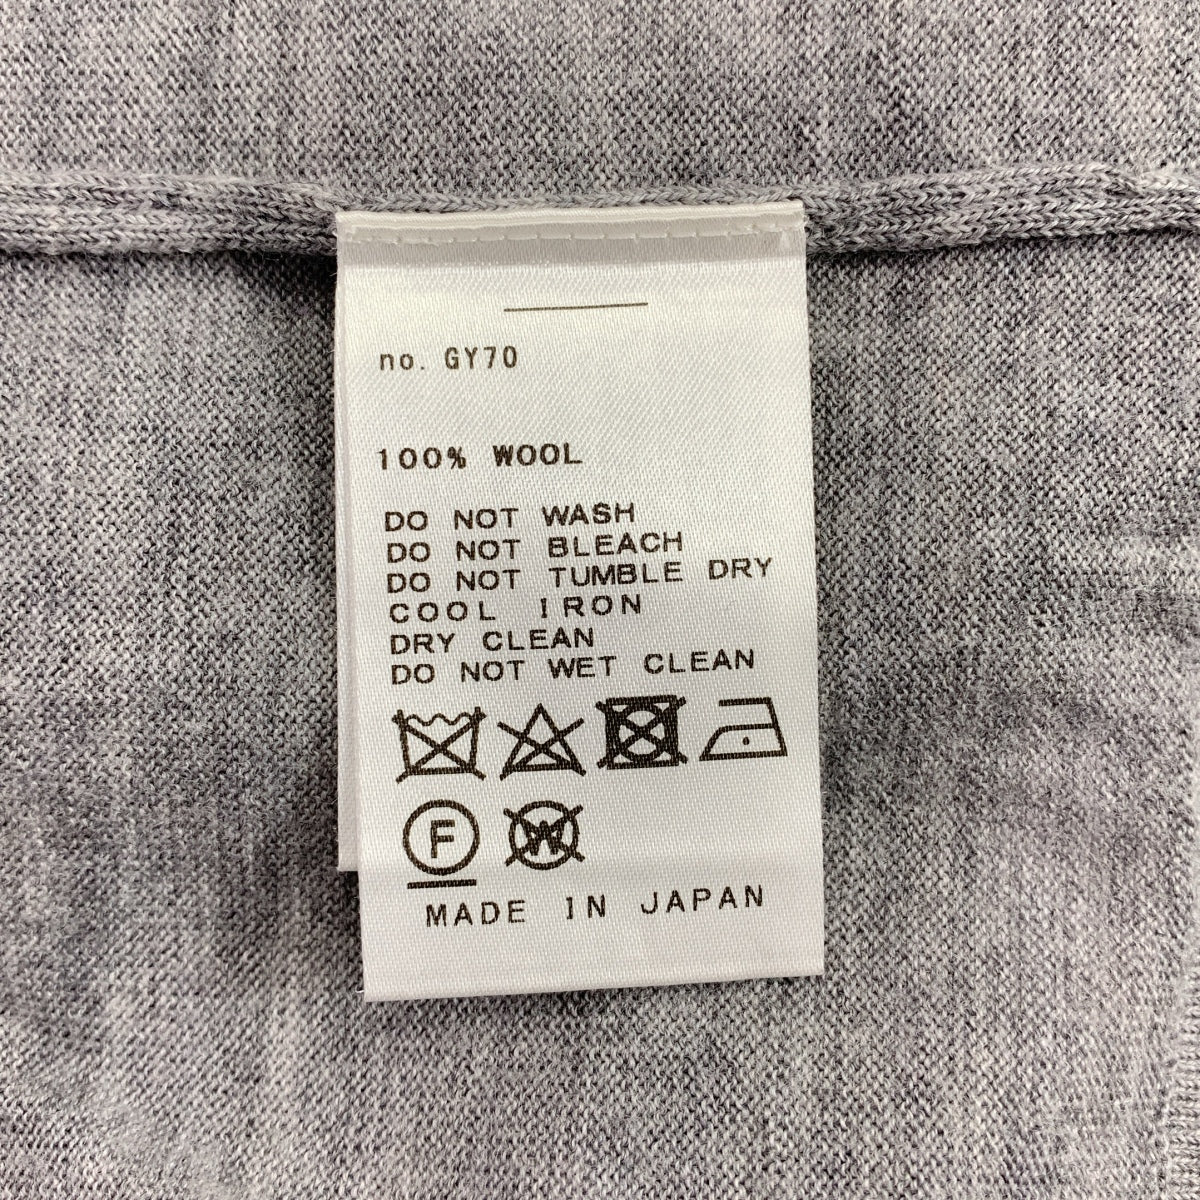 no. GY70
100% WOOL
DO NOT WASH
DO NOT BLEACH
DO NOT TUMBLE DRY
COOL IRON
DRY CLEAN
DO NOT WET CLEAN
F W
MADE IN JAPAN